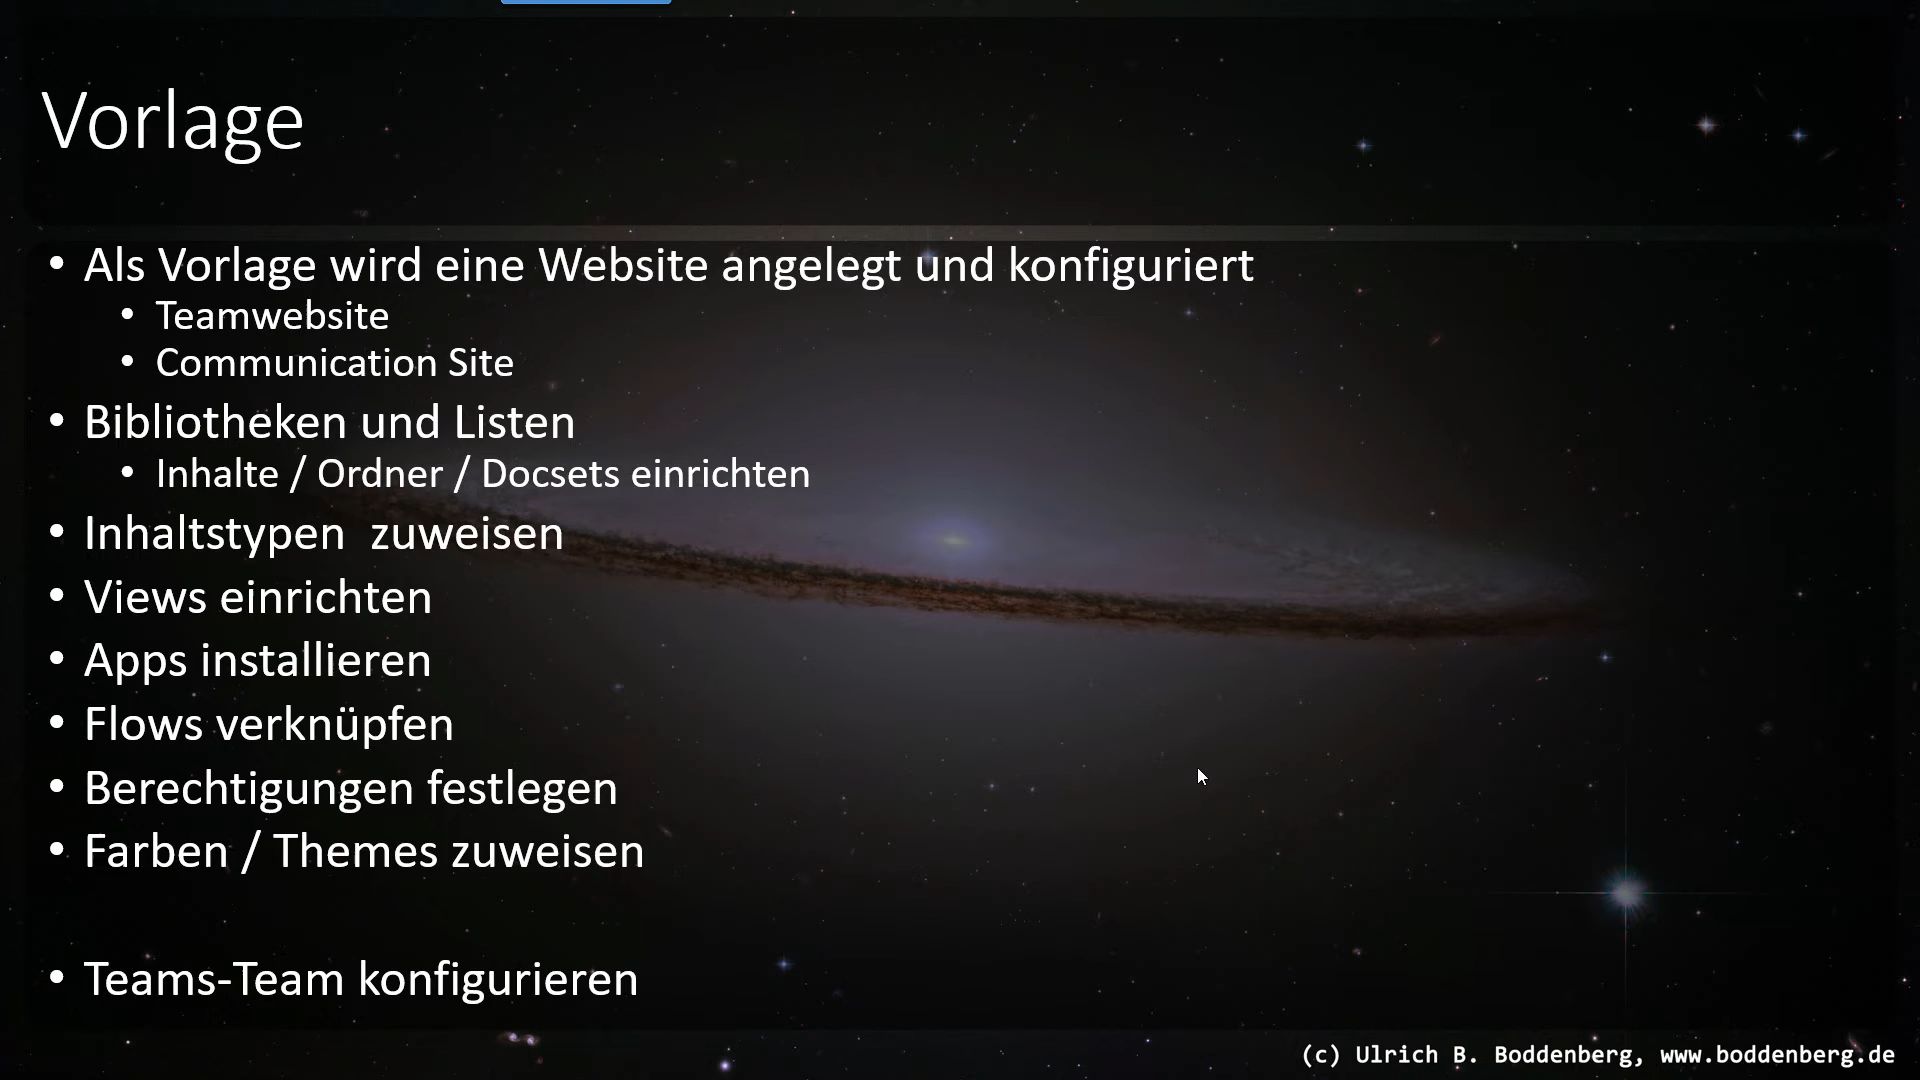 Vorlage
• Als Vorlage wird eine Website angelegt und konfiguriert
• Teamwebsite
• Communication Site
• Bibliotheken und Listen
• Inhalte / Ordner / Docsets einrichten
• Inhaltstypen  zuweisen
• Views einrichten
• Apps installieren
• Flows verknüpfen
• Berechtigungen festlegen
• Farben / Themes zuweisen
• Teams-Team konfigurieren
(c) Ulrich B. Boddenberg, www.boddenberg.de